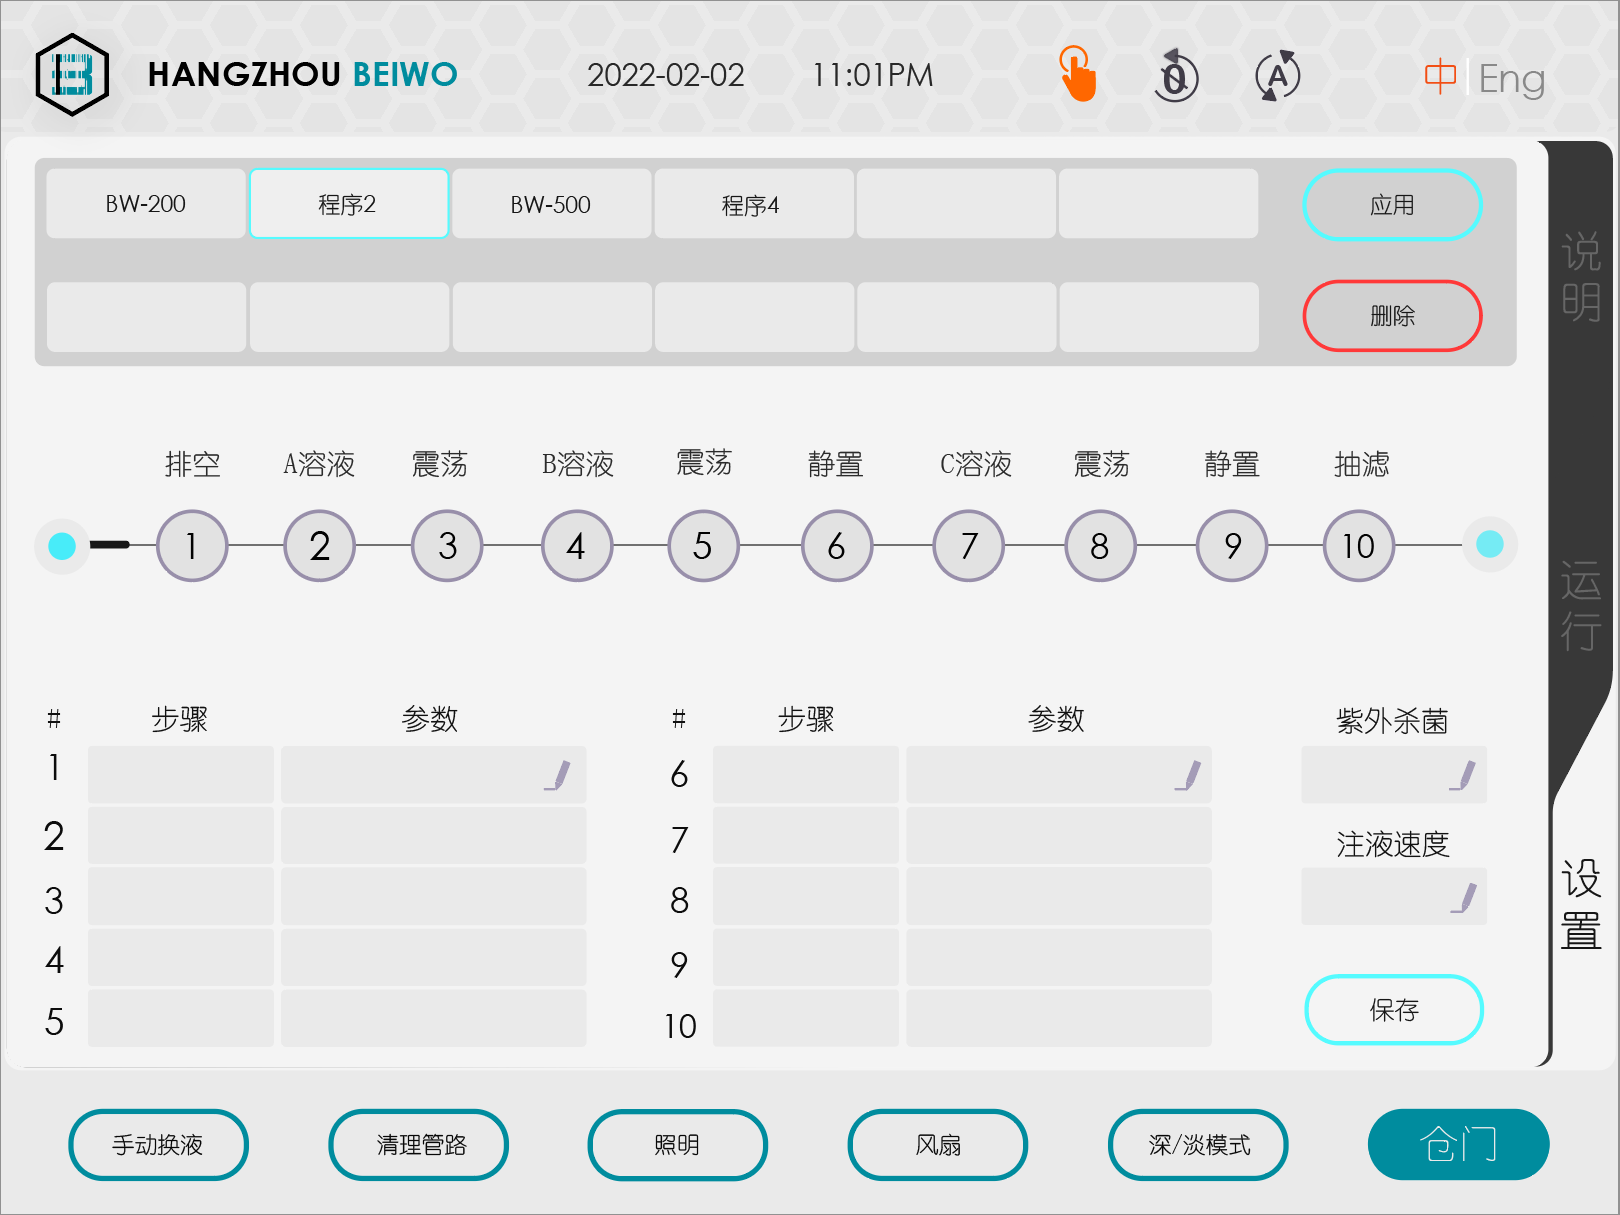 HANGZHOU BEIWO 2022-02-02 11:01PM 0 A 中 Eng
BW-200 程序2 BW-500 程序4 应用
删除
说明
排空 A溶液 震荡 B溶液 震荡 静置 C溶液 震荡 静置 抽滤
1 2 3 4 5 6 7 8 9 10
运行
# 步骤 参数 # 步骤 参数 紫外杀菌
1 6
2 7 注液速度
3 8
设置
4 9
5 10 保存
手动换液 清理管路 照明 风扇 深/淡模式 仓门